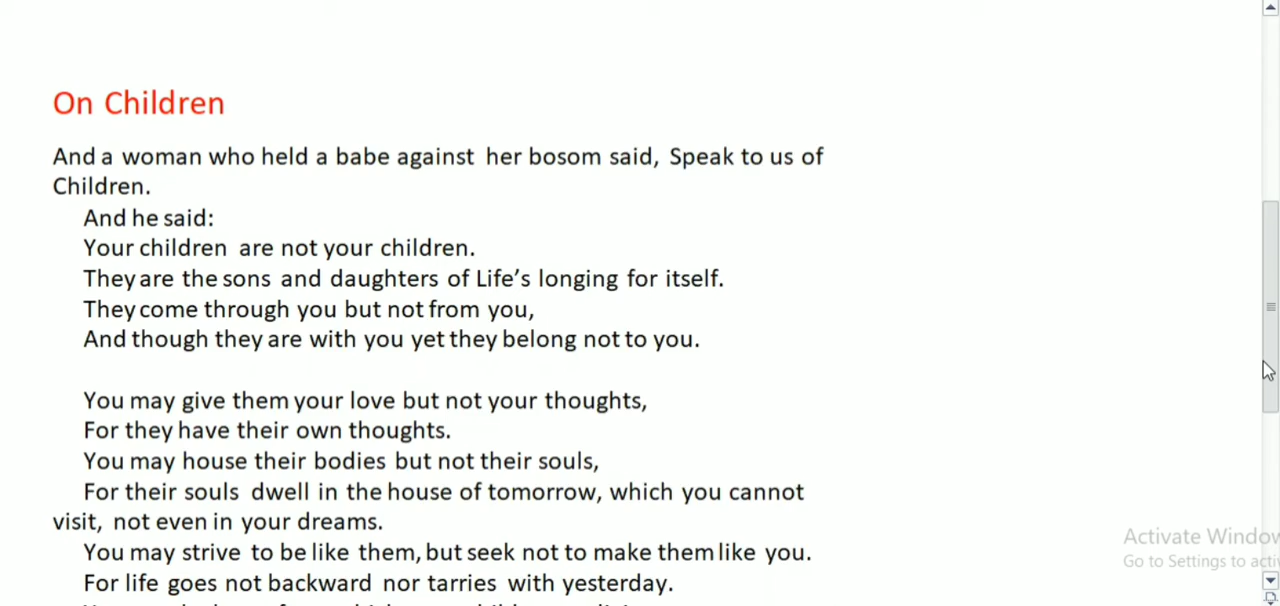 On Children
And a woman who held a babe against her bosom said, Speak to us of
Children.
And he said:
Your children are not your children.
They are the sons and daughters of Life's longing for itself.
They come through you but not from you,
And though they are with you yet they belong not to you.
You may give them your love but not your thoughts,
For they have their own thoughts.
You may house their bodies but not their souls,
For their souls dwell in the house of tomorrow, which you cannot
visit, not even in your dreams.
You may strive to be like them, but seek not to make them like you.
For life goes not backward nor tarries with yesterday.
Activate Window
Go to Settings to activ